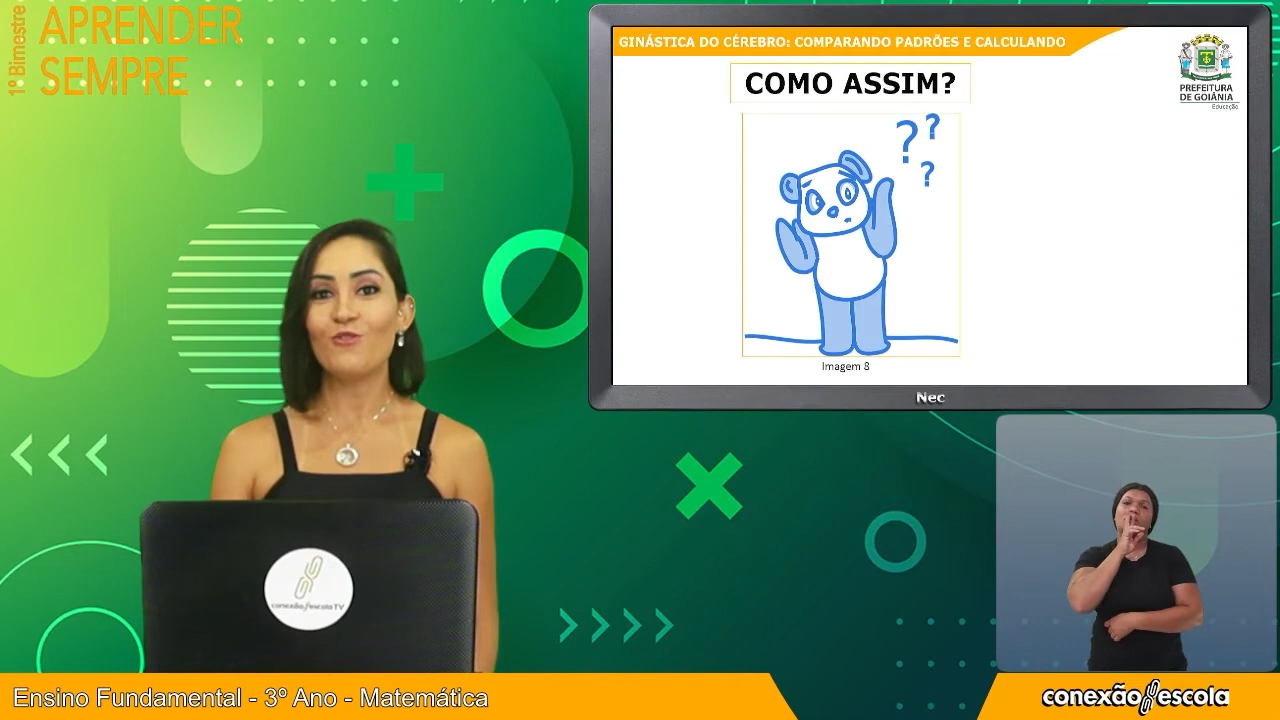 1º Bimestre
APRENDER
SEMPRE
GINÁSTICA DO CÉREBRO: COMPARANDO PADRÕES E CALCULANDO
COMO ASSIM?
? ? ?
Imagem 8
PREFEITURA
DE GOIÂNIA
Educação
Nec
conexão escola TV
Ensino Fundamental - 3º Ano - Matemática
conexão escola